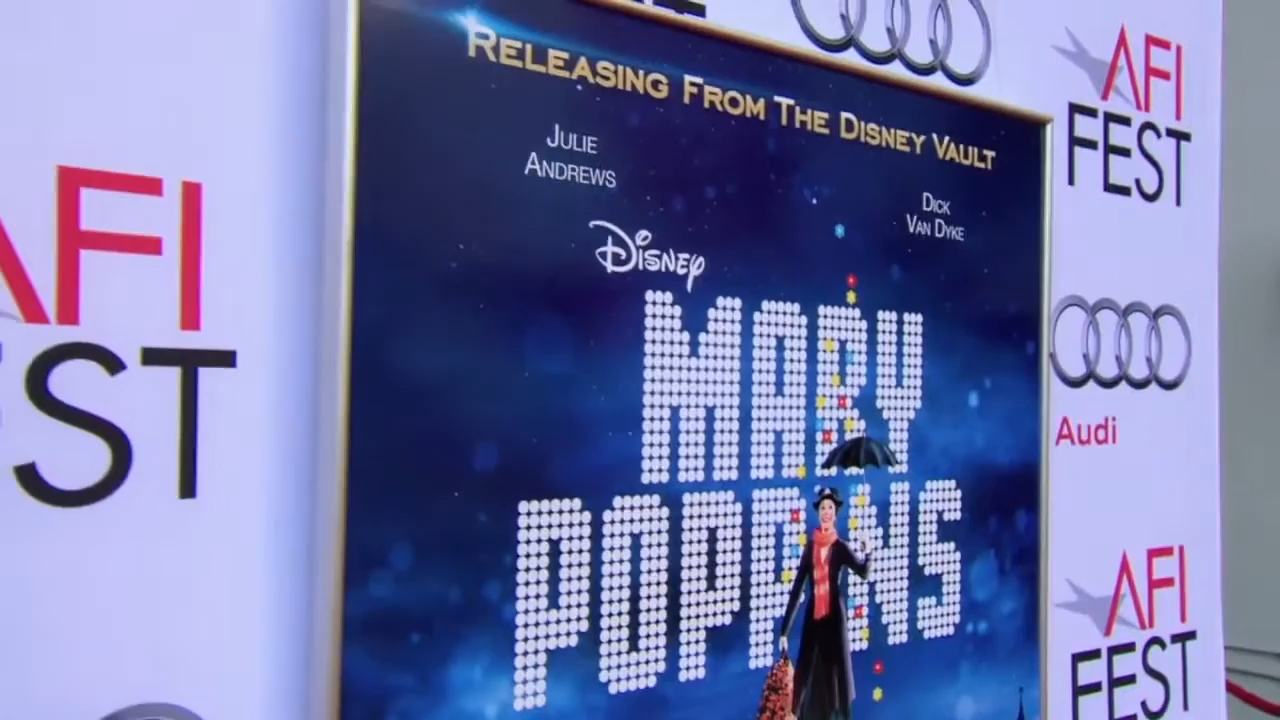 RELEASING FROM THE DISNEY VAULT
JULIE
ANDREWS
DICK
VAN DYKE
Disney
MARY
POPPINS
AFI
FEST
AFI
FEST
Audi
AFI
FEST